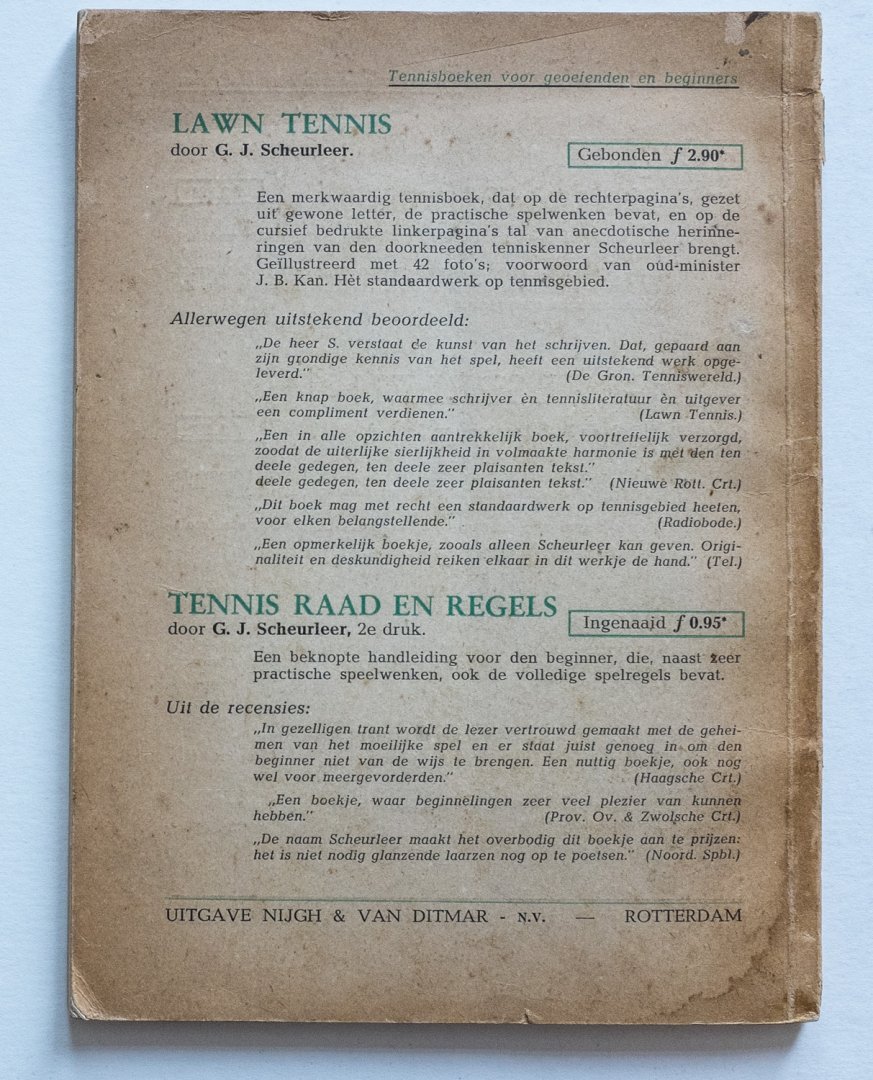 Tennisboeken voor geoefenden en beginners
LAWN TENNIS
door G. J. Scheurleer.
Gebonden f 2.90*
Een merkwaardig tennisboek, dat op de rechterpagina's, gezet
uit gewone letter, de practische spelwenken bevat, en op de
cursief bedrukte linkerpagina's tal van anecdotische herinne-
ringen van den doorkneeden tenniskenner Scheurleer brengt.
Geïllustreerd met 42 foto's; voorwoord van oud-minister
J. B. Kan. Hèt standaardwerk op tennisgebied.
Allerwegen uitstekend beoordeeld:
„De heer S. verstaat de kunst van het schrijven. Dat, gepaard aan
zijn grondige kennis van het spel, heeft een uitstekend werk opge-
leverd." (De Gron. Tenniswereld.)
„Een knap boek, waarmee schrijver èn tennisliteratuur èn uitgever
een compliment verdienen." (Lawn Tennis.)
„Een in alle opzichten aantrekkelijk boek, voortreffelijk verzorgd,
zoodat de uiterlijke sierlijkheid in volmaakte harmonie is met den ten
deele gedegen, ten deele zeer plaisanten tekst."
deele gedegen, ten deele zeer plaisanten tekst." (Nieuwe Rott. Crt.)
„Dit boek mag met recht een standaardwerk op tennisgebied heeten,
voor elken belangstellende." (Radiobode.)
„Een opmerkelijk boekje, zooals alleen Scheurleer kan geven. Origi-
naliteit en deskundigheid reiken elkaar in dit werkje de hand." (Tel.)
TENNIS RAAD EN REGELS
door G. J. Scheurleer, 2e druk.
Ingenaaid f 0.95*
Een beknopte handleiding voor den beginner, die, naast zeer
practische speelwenken, ook de volledige spelregels bevat.
Uit de recensies:
„In gezelligen trant wordt de lezer vertrouwd gemaakt met de gehei-
men van het moeilijke spel en er staat juist genoeg in om den
beginner niet van de wijs te brengen. Een nuttig boekje, ook nog
wel voor meergevorderden." (Haagsche Crt.)
„Een boekje, waar beginnelingen zeer veel plezier van kunnen
hebben." (Prov. Ov. & Zwolsche Crt.)
„De naam Scheurleer maakt het overbodig dit boekje aan te prijzen:
het is niet nodig glanzende laarzen nog op te poetsen." (Noord. Spbl.)
UITGAVE NIJGH & VAN DITMAR - N.V. — ROTTERDAM